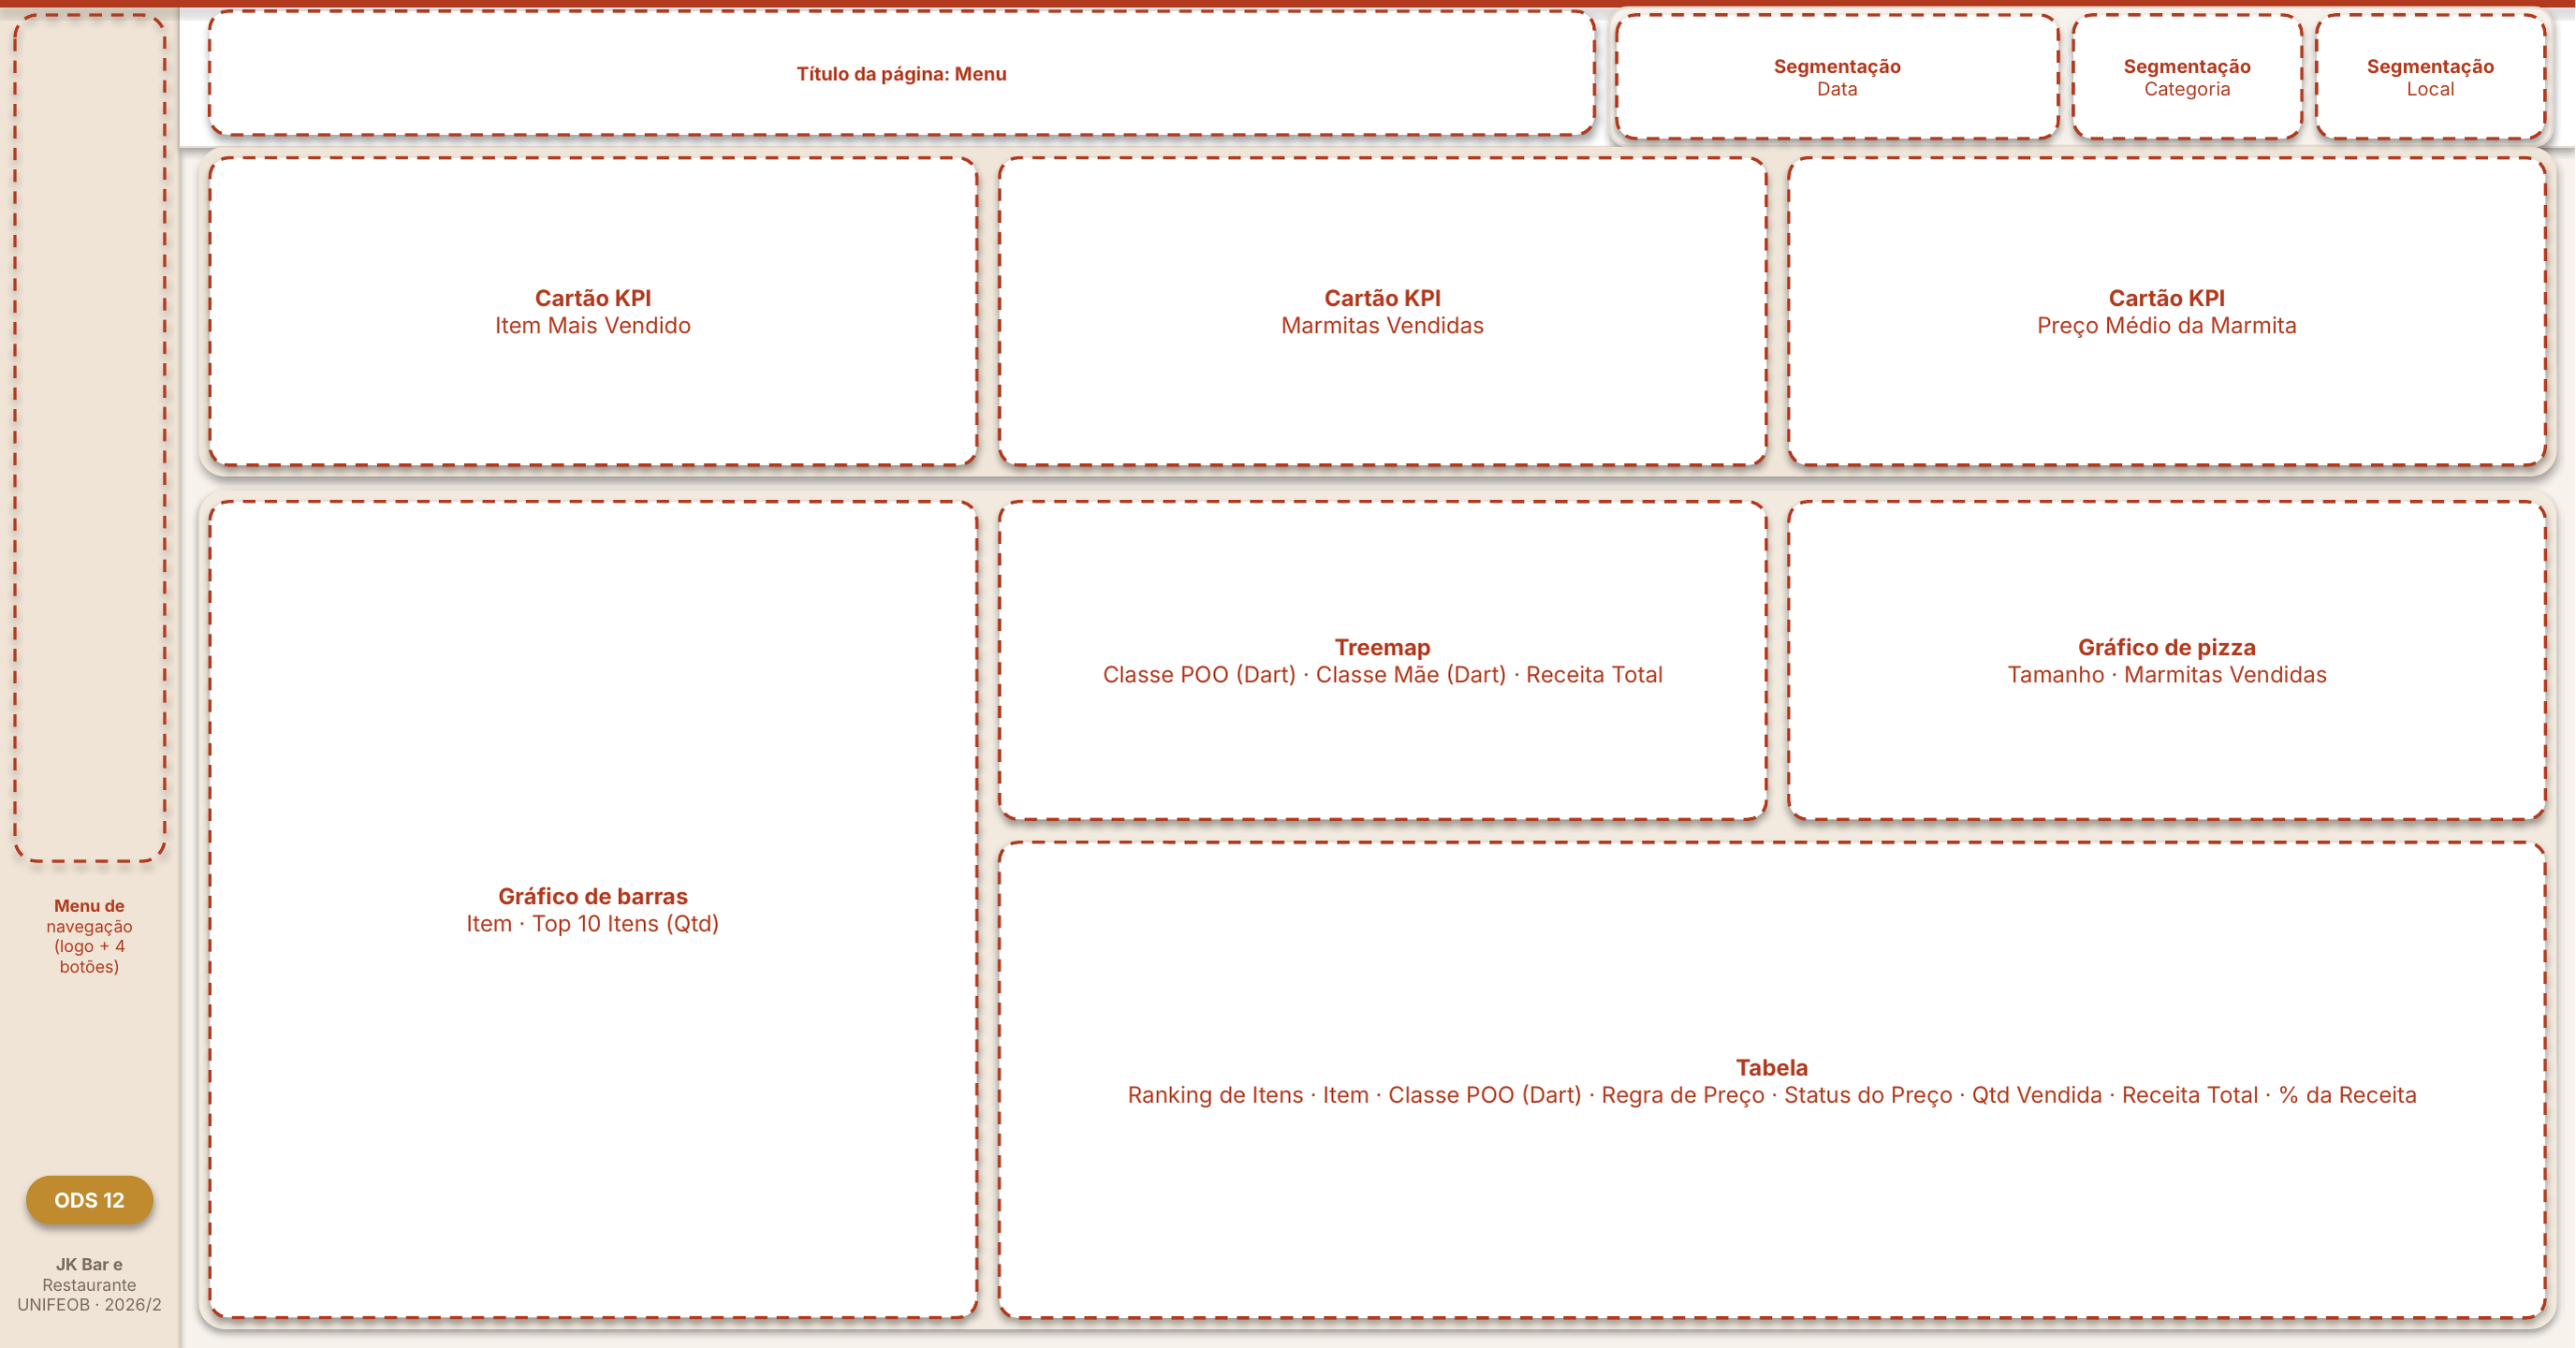 Título da página: Menu
Segmentação
Data
Segmentação
Categoria
Segmentação
Local
Cartão KPI
Item Mais Vendido
Cartão KPI
Marmitas Vendidas
Cartão KPI
Preço Médio da Marmita
Gráfico de barras
Item · Top 10 Itens (Qtd)
Treemap
Classe POO (Dart) · Classe Mãe (Dart) · Receita Total
Gráfico de pizza
Tamanho · Marmitas Vendidas
Tabela
Ranking de Itens · Item · Classe POO (Dart) · Regra de Preço · Status do Preço · Qtd Vendida · Receita Total · % da Receita
Menu de
navegação
(logo + 4
botões)
ODS 12
JK Bar e
Restaurante
UNIFEOB · 2026/2